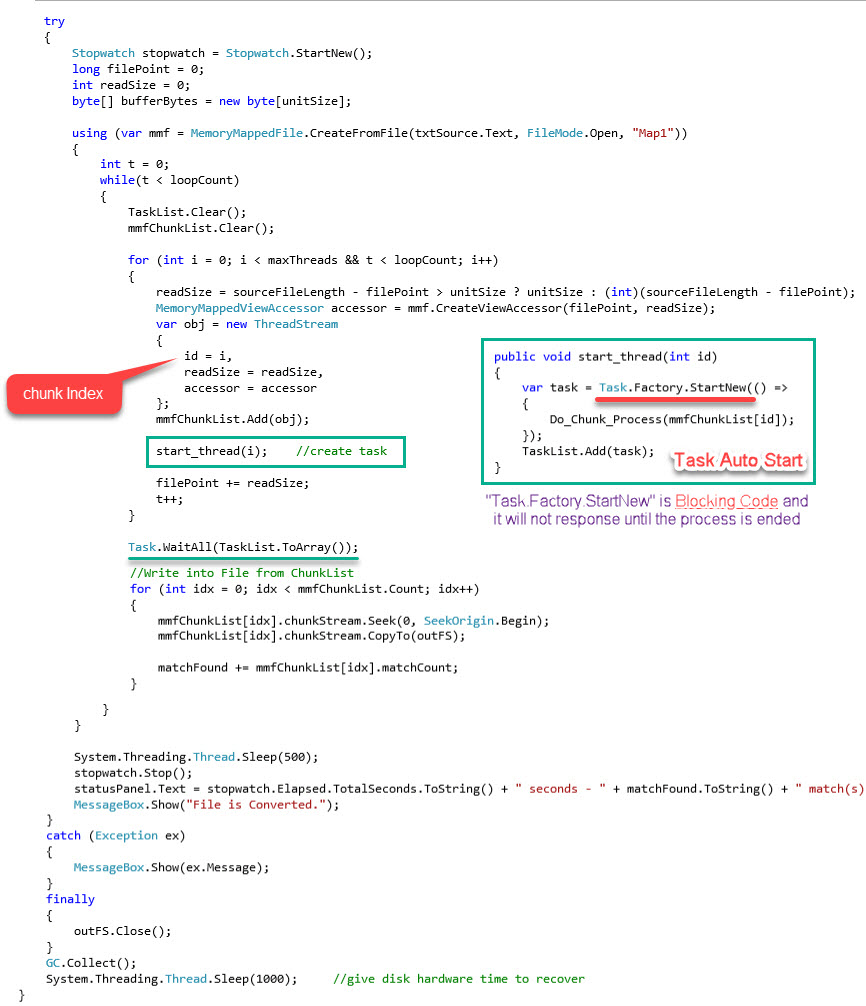 try
{
Stopwatch stopwatch = Stopwatch.StartNew();
long filePoint = 0;
int readSize = 0;
byte[] bufferBytes = new byte[unitSize];
using (var mmf = MemoryMappedFile.CreateFromFile(txtSource.Text, FileMode.Open, "Map1"))
{
int t = 0;
while(t < loopCount)
{
TaskList.Clear();
mmfChunkList.Clear();
for (int i = 0; i < maxThreads && t < loopCount; i++)
{
readSize = sourceFileLength - filePoint > unitSize ? unitSize : (int)(sourceFileLength - filePoint);
MemoryMappedViewAccessor accessor = mmf.CreateViewAccessor(filePoint, readSize);
var obj = new ThreadStream
{
id = i,
readSize = readSize,
accessor = accessor
};
mmfChunkList.Add(obj);
chunk Index
start_thread(i); //create task
public void start_thread(int id)
{
var task = Task.Factory.StartNew(() =>
{
Do_Chunk_Process(mmfChunkList[id]);
});
TaskList.Add(task);
}
Task Auto Start
"Task.Factory.StartNew" is Blocking Code and
it will not response until the process is ended
filePoint += readSize;
t++;
}
Task.WaitAll(TaskList.ToArray());
//Write into File from ChunkList
for (int idx = 0; idx < mmfChunkList.Count; idx++)
{
mmfChunkList[idx].chunkStream.Seek(0, SeekOrigin.Begin);
mmfChunkList[idx].chunkStream.CopyTo(outFS);
matchFound += mmfChunkList[idx].matchCount;
}
}
}
System.Threading.Thread.Sleep(500);
stopwatch.Stop();
statusPanel.Text = stopwatch.Elapsed.TotalSeconds.ToString() + " seconds - " + matchFound.ToString() + " match(s)
MessageBox.Show("File is Converted.");
}
catch (Exception ex)
{
MessageBox.Show(ex.Message);
}
finally
{
outFS.Close();
}
GC.Collect();
System.Threading.Thread.Sleep(1000); //give disk hardware time to recover
}